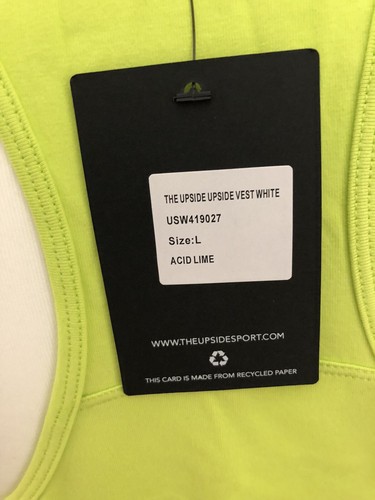 THE UPSIDE UPSIDE VEST WHITE
USW419027
Size:L
ACID LIME
WWW.THEUPSIDESPORT.COM
THIS CARD IS MADE FROM RECYCLED PAPER